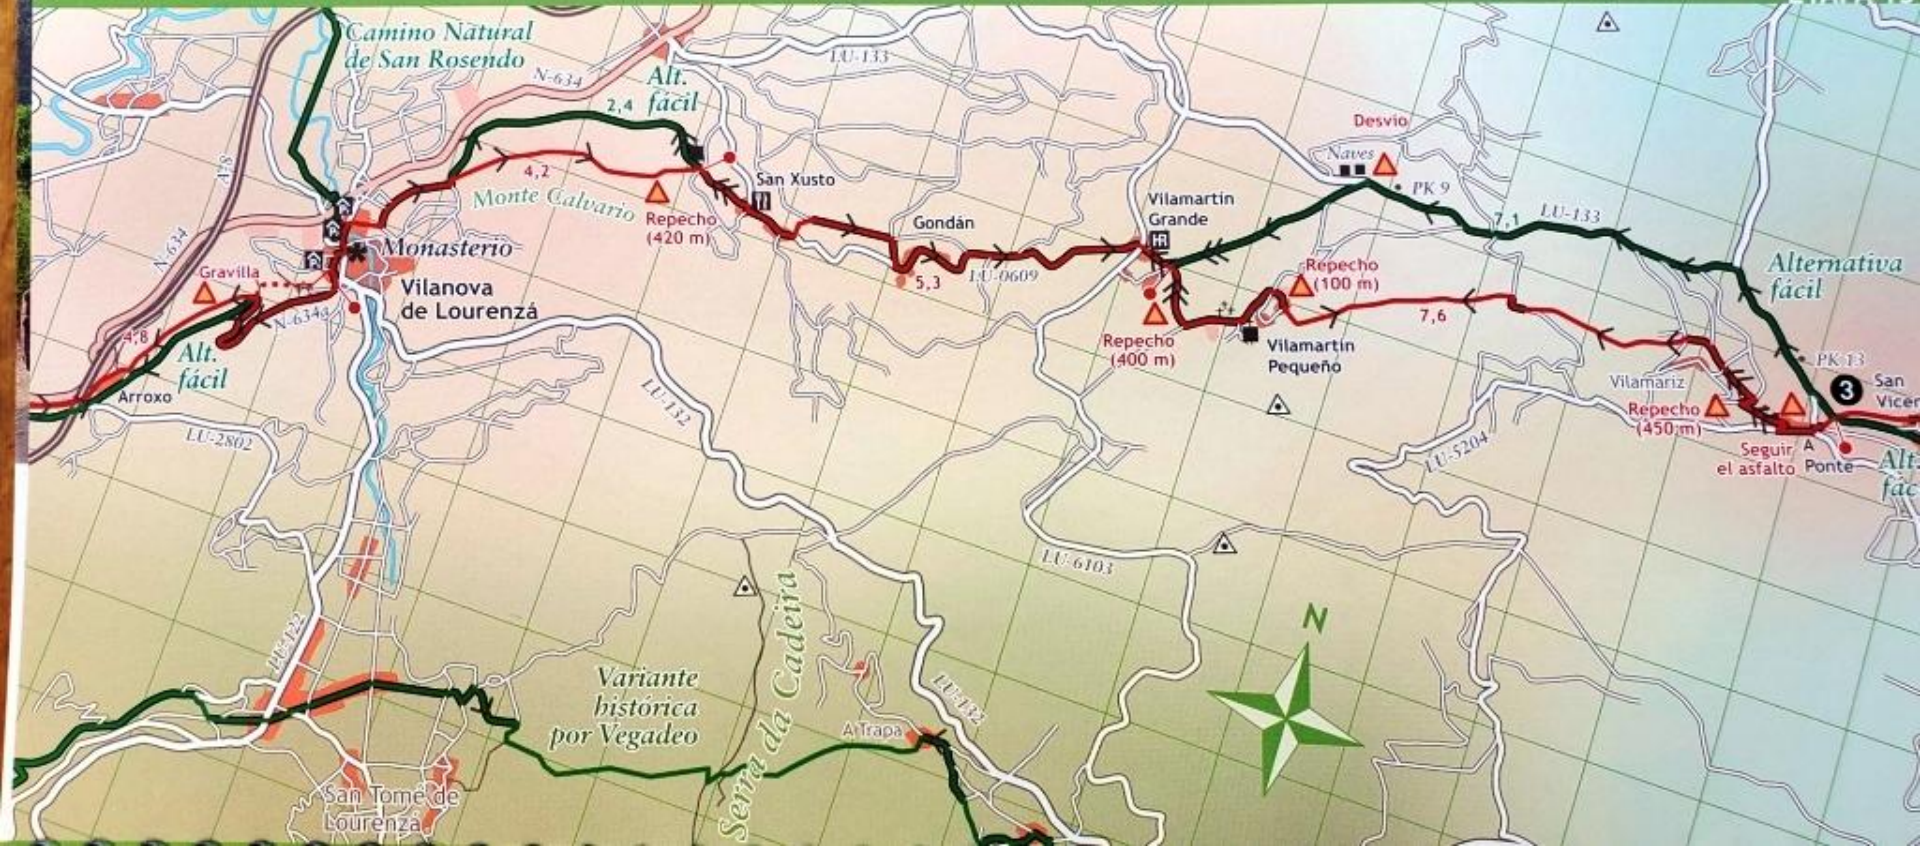 Camino Natural
de San Rosendo
N-634
Alt.
fácil
2,4
LU-133
A-8
4,2
Monte Calvario
Repecho
(420 m)
San Xusto
Gondán
5,3
LU-0609
Vilamartín
Grande
HR
Desvío
Naves
PK 9
7,1
LU-133
Alternativa
fácil
N-634
Gravilla
Monasterio
Vilanova
de Lourenzá
N-634a
4,8
Alt.
fácil
Arroxo
LU-2802
LU-132
Repecho
(400 m)
Repecho
(100 m)
Vilamartín
Pequeño
7,6
Vilamariz
Repecho
(450 m)
Seguir
el asfalto
A
Ponte
PK 13
3
San
LU-5204
LU-6103
LU-122
Variante
histórica
por Vegadeo
Serra da Cadeira
A Trapa
LU-132
San Tomé de
Lourenzá
N